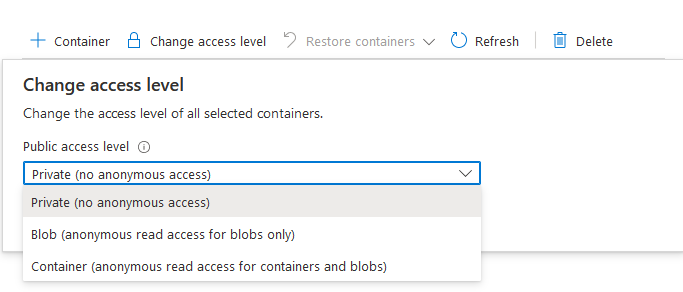 Container Change access level Restore containers Refresh Delete
Change access level
Change the access level of all selected containers.
Public access level
Private (no anonymous access)
Private (no anonymous access)
Blob (anonymous read access for blobs only)
Container (anonymous read access for containers and blobs)